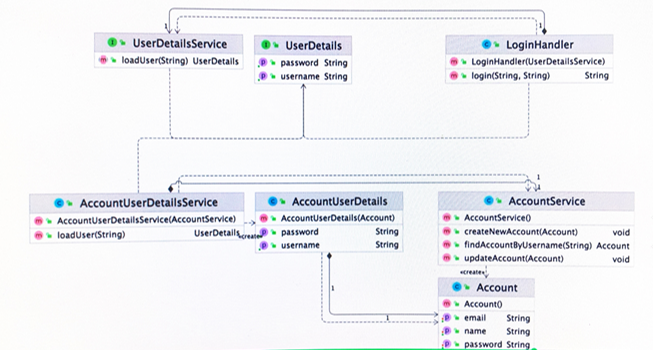 1
UserDetailsService
loadUser(String) UserDetails
UserDetails
password String
username String
LoginHandler
LoginHandler(UserDetailsService)
login(String, String) String
1
1
AccountUserDetailsService
AccountUserDetailsService(AccountService)
loadUser(String) UserDetails
«create»
AccountUserDetails
AccountUserDetails(Account)
password String
username String
AccountService
AccountService()
createNewAccount(Account) void
findAccountByUsername(String) Account
updateAccount(Account) void
«create»
1
1
Account
Account()
email String
name String
password String